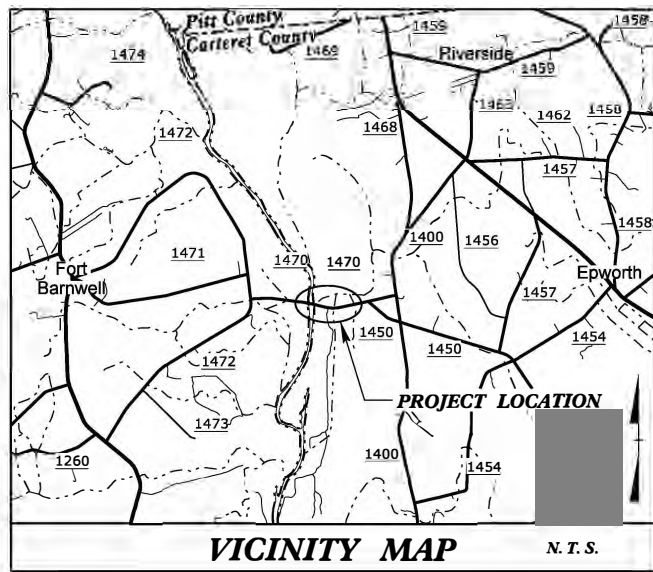 Pitt County
Carteret County
1474
1469
1459
1458
Riverside
1459
1463
1462
1458
1472
1468
1457
1458
1471
1470
1470
1400
1456
Fort
Barnwell
Epworth
1457
1450
1450
1454
1472
PROJECT LOCATION
1473
1400
1260
1454
VICINITY MAP
N. T. S.